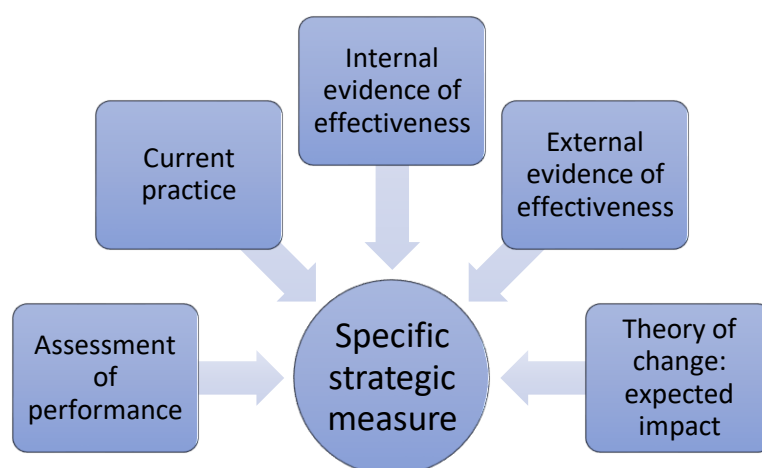 Internal
evidence of
effectiveness
Current
practice
External
evidence of
effectiveness
Assessment
of
performance
Specific
strategic
measure
Theory of
change:
expected
impact